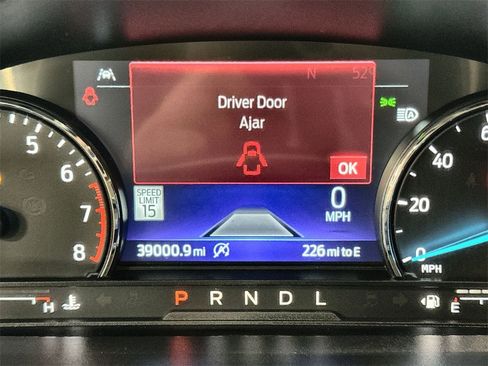 N 52°
Driver Door
Ajar
OK
A
SPEED
LIMIT
15
0
MPH
39000.9 mi
226 mi to E
5
6
7
8
60
40
20
0
MPH
H
P R N D L
E